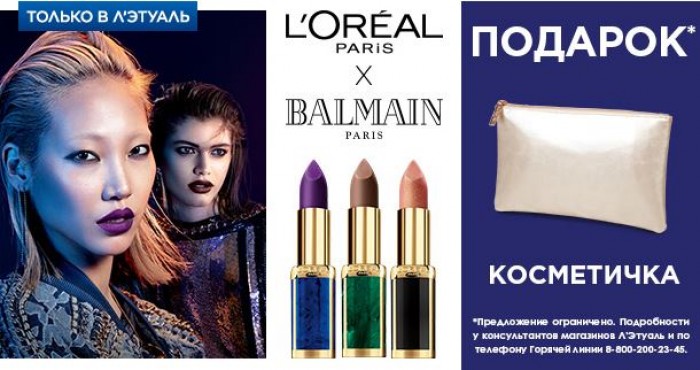 ТОЛЬКО В Л'ЭТУАЛЬ
L'ORÉAL
PARiS
X
BALMAIN
PARIS
ПОДАРОК*
КОСМЕТИЧКА
*Предложение ограничено. Подробности
у консультантов магазинов Л'Этуаль и по
телефону Горячей линии 8-800-200-23-45.